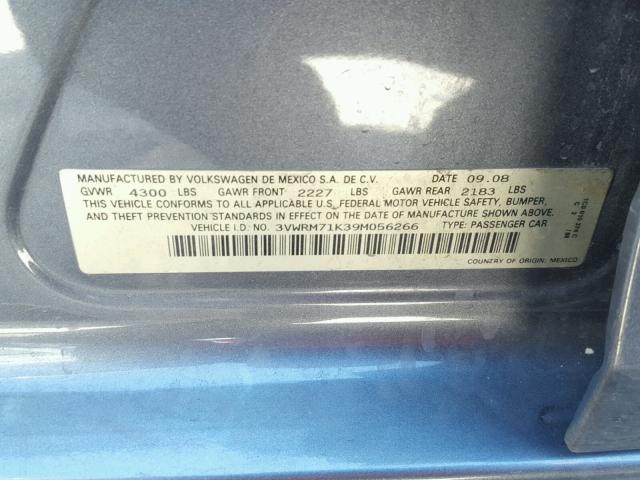 MANUFACTURED BY VOLKSWAGEN DE MEXICO S.A. DE C.V. DATE 09.08
GVWR 4300 LBS GAWR FRONT 2227 LBS GAWR REAR 2183 LBS
THIS VEHICLE CONFORMS TO ALL APPLICABLE U.S. FEDERAL MOTOR VEHICLE SAFETY, BUMPER,
AND THEFT PREVENTION STANDARDS IN EFFECT ON THE DATE OF MANUFACTURE SHOWN ABOVE.
VEHICLE I.D. NO. 3VWRM71K39M056266 TYPE: PASSENGER CAR
COUNTRY OF ORIGIN: MEXICO